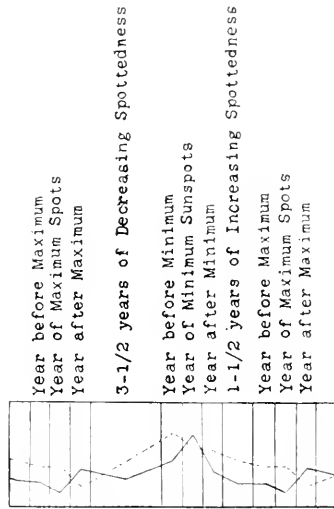 Year before Maximum
Year of Maximum Spots
Year after Maximum
3-1/2 years of Decreasing Spottedness
Year before Minimum
Year of Minimum Sunspots
Year after Minimum
1-1/2 years of Increasing Spottedness
Year before Maximum
Year of Maximum Spots
Year after Maximum